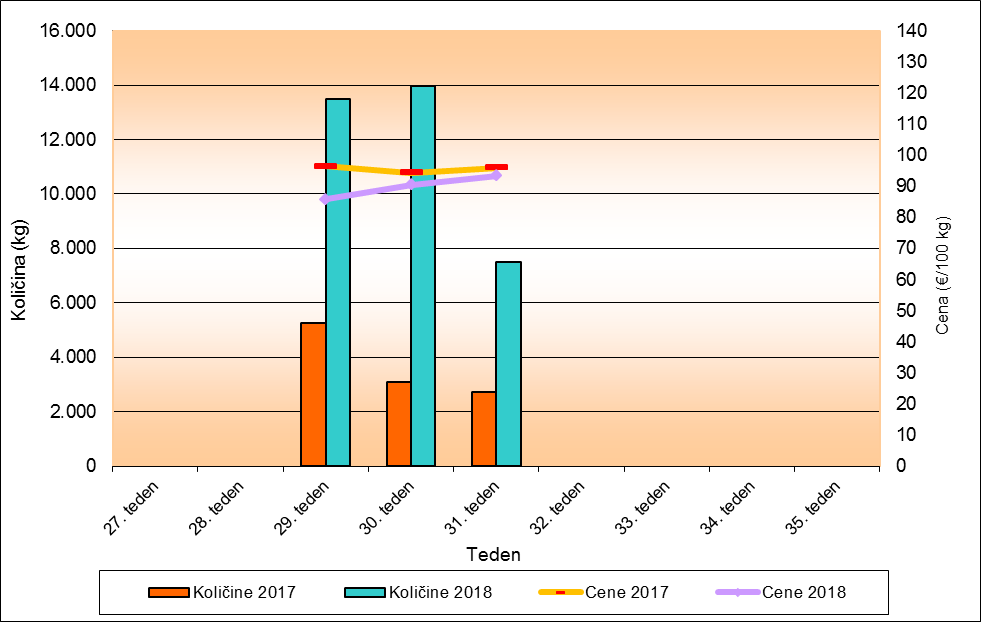 16.000
14.000
12.000
10.000
8.000
6.000
4.000
2.000
0
Količina (kg)
140
130
120
110
100
90
80
70
60
50
40
30
20
10
0
Cena (€/100 kg)
27. teden
28. teden
29. teden
30. teden
31. teden
32. teden
33. teden
34. teden
35. teden
Teden
Količine 2017 Količine 2018 Cene 2017 Cene 2018